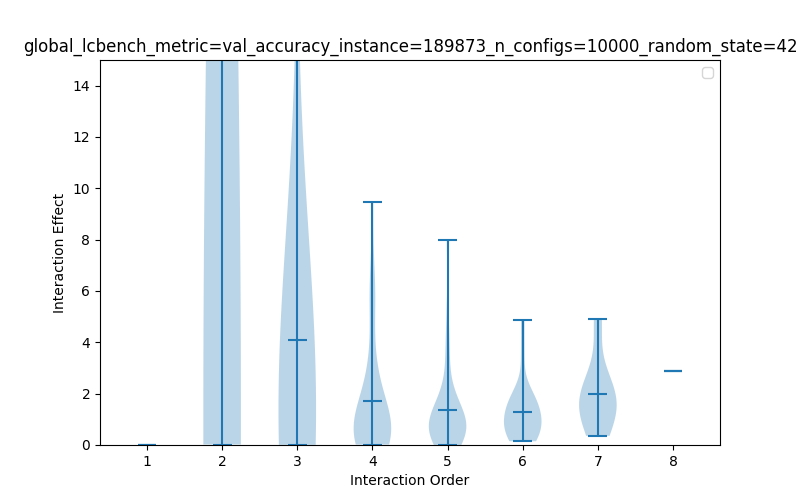 global_lcbench_metric=val_accuracy_instance=189873_n_configs=10000_random_state=42
14
12
10
8
6
4
2
0
Interaction Effect
1 2 3 4 5 6 7 8
Interaction Order